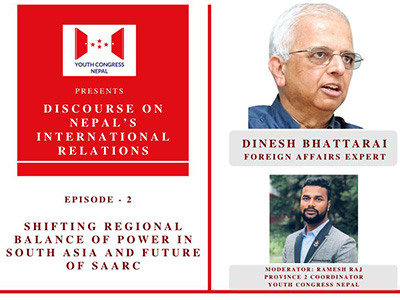 YOUTH CONGRESS
NEPAL
PRESENTS
DISCOURSE ON
NEPAL'S
INTERNATIONAL
RELATIONS
EPISODE - 2
SHIFTING REGIONAL
BALANCE OF POWER IN
SOUTH ASIA AND FUTURE
OF SAARC
DINESH BHATTARAI
FOREIGN AFFAIRS EXPERT
MODERATOR: RAMESH RAJ
PROVINCE 2 COORDINATOR
YOUTH CONGRESS NEPAL